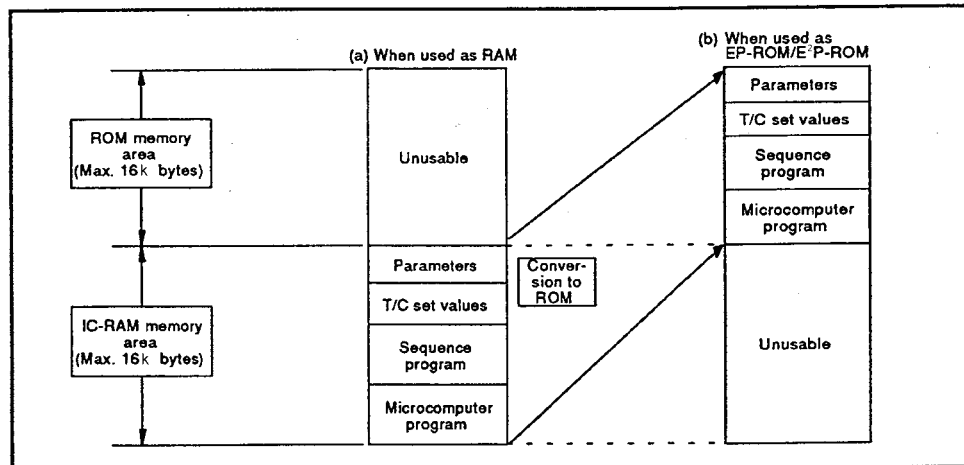 (a) When used as RAM
(b) When used as
EP-ROM/E²P-ROM
ROM memory
area
(Max. 16k bytes)
IC-RAM memory
area
(Max. 16k bytes)
Unusable
Parameters
T/C set values
Sequence
program
Microcomputer
program
Conver-
sion to
ROM
Parameters
T/C set values
Sequence
program
Microcomputer
program
Unusable